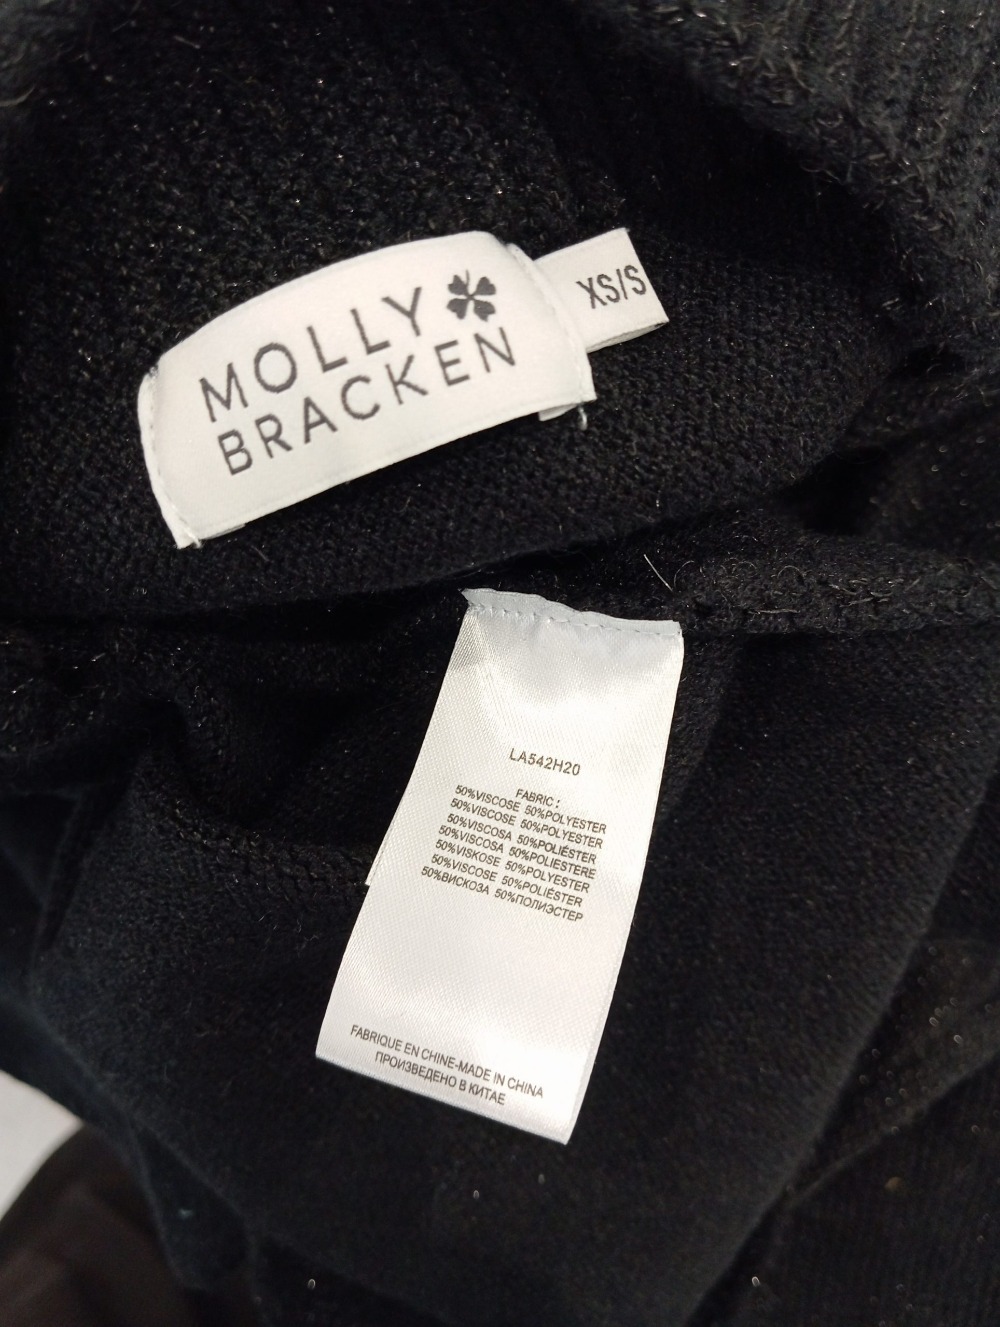 MOLLY
BRACKEN
XS/S
LA542H20
FABRIC :
50%VISCOSE 50%POLYESTER
50%VISCOSE 50%POLYESTER
50%VISCOSA 50%POLIÉSTER
50%VISCOSA 50%POLIESTERE
50%VISKOSE 50%POLYESTER
50%VISCOSE 50%POLIÉSTER
50%ВИСКОЗА 50%ПОЛИЭСТЕР
FABRIQUE EN CHINE-MADE IN CHINA
ПРОИЗВЕДЕНО В КИТАЕ